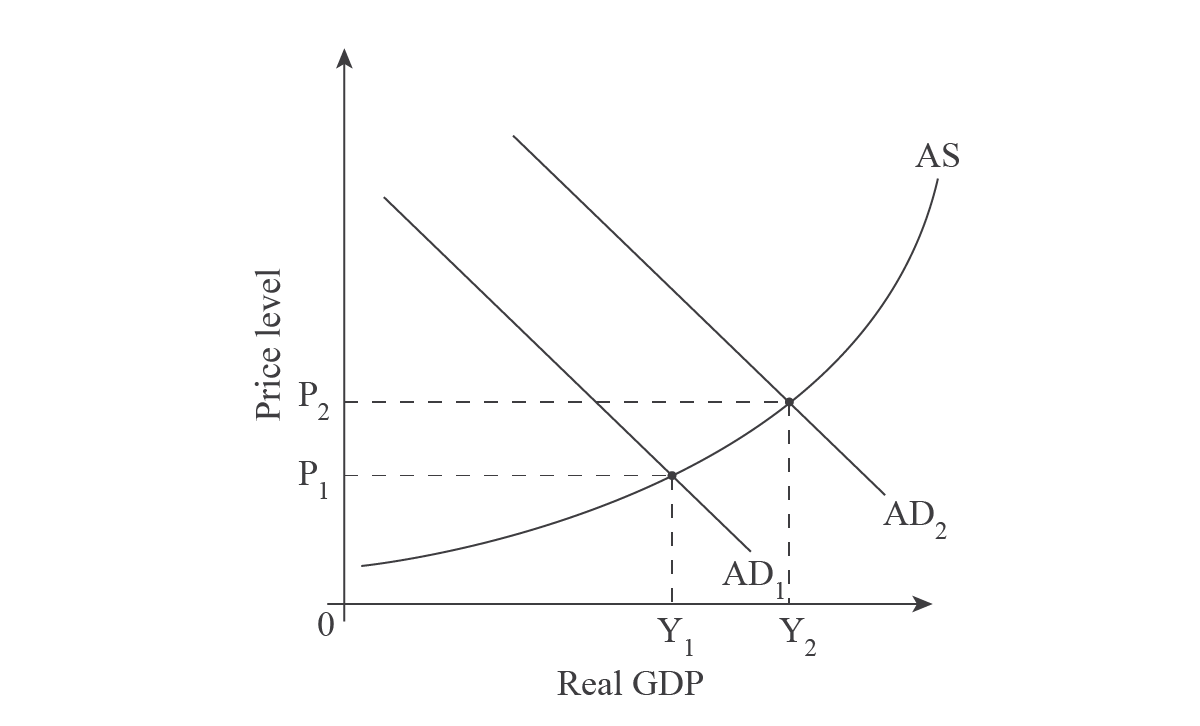 AS
Price level
P2
P1
AD2
AD1
0
Y1
Y2
Real GDP